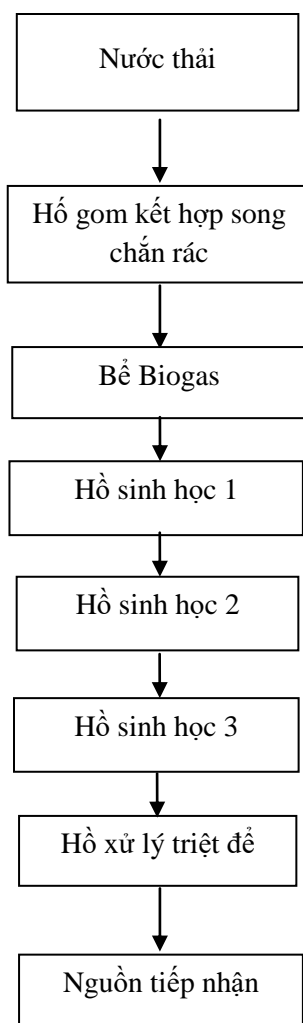 Nước thải
Hố gom kết hợp song
chắn rác
Bể Biogas
Hồ sinh học 1
Hồ sinh học 2
Hồ sinh học 3
Hồ xử lý triệt để
Nguồn tiếp nhận